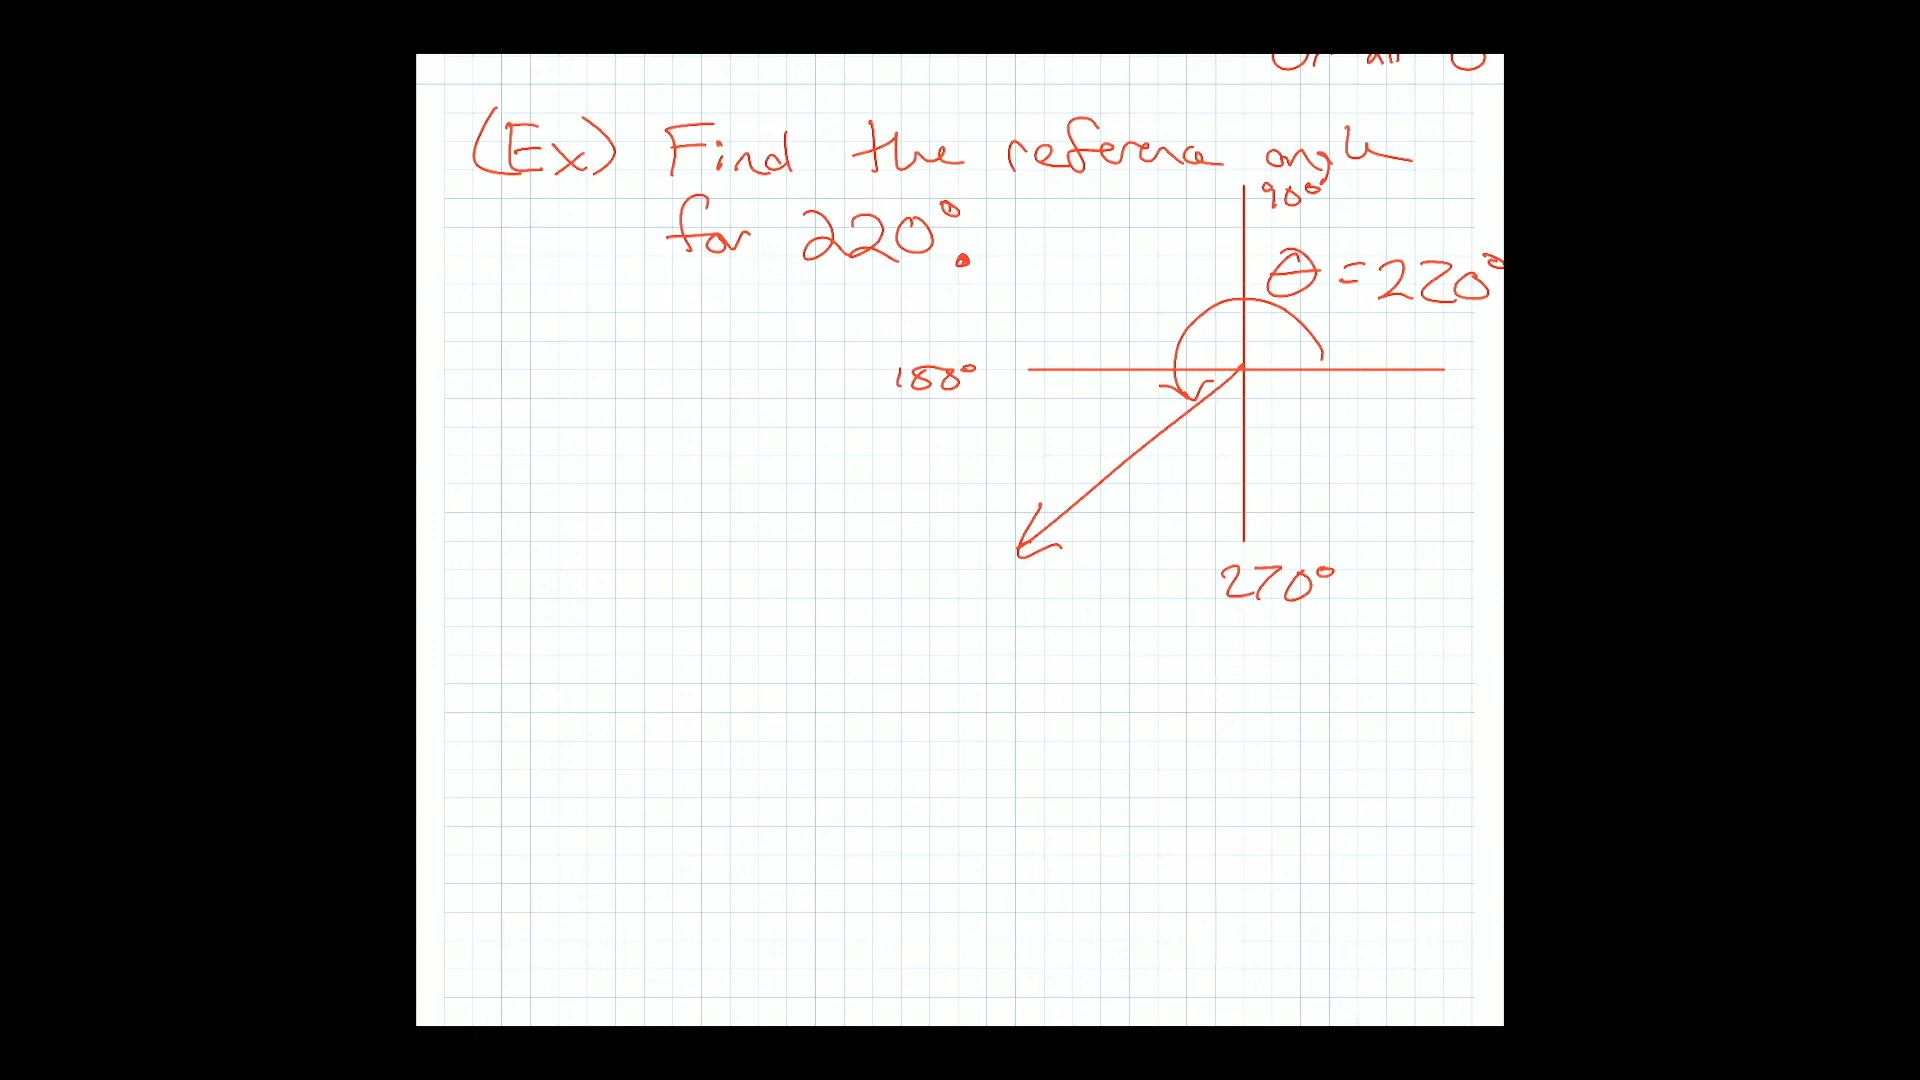 (Ex) Find the reference angle
90°
for 220°.
θ = 220°
180°
270°